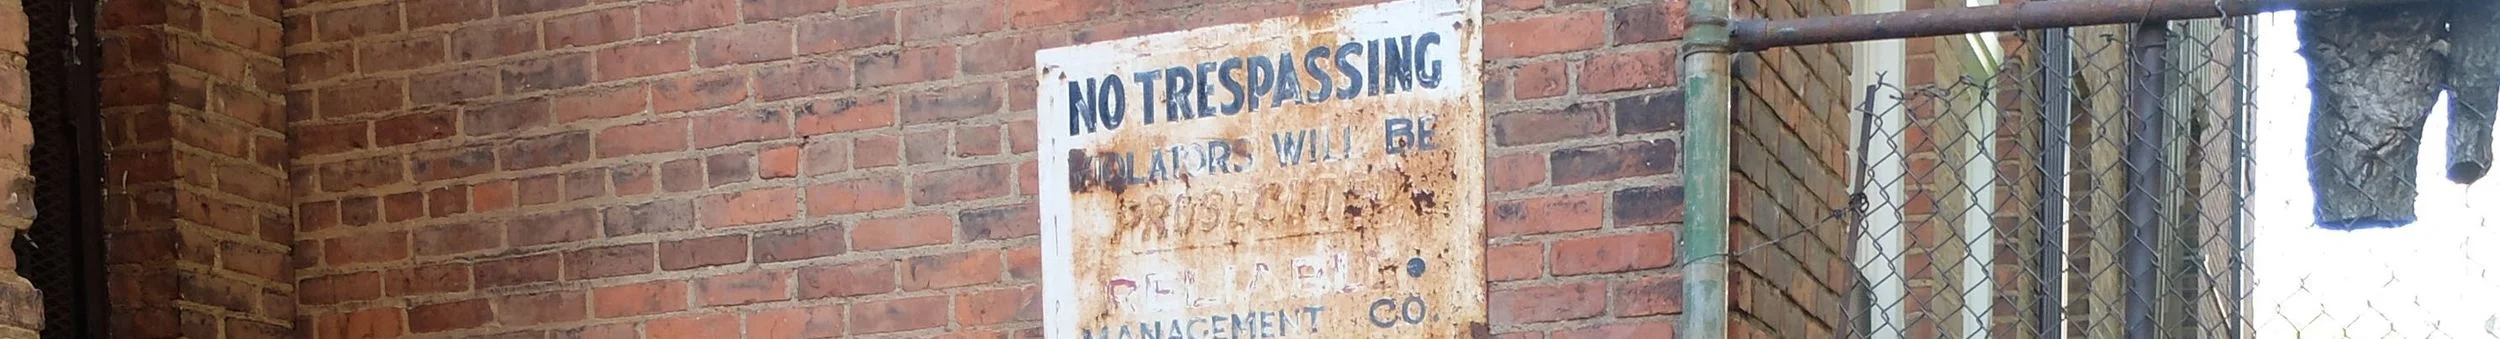 NO TRESPASSING
VIOLATORS WILL BE
PROSECUTED
RELIABLE
MANAGEMENT CO.